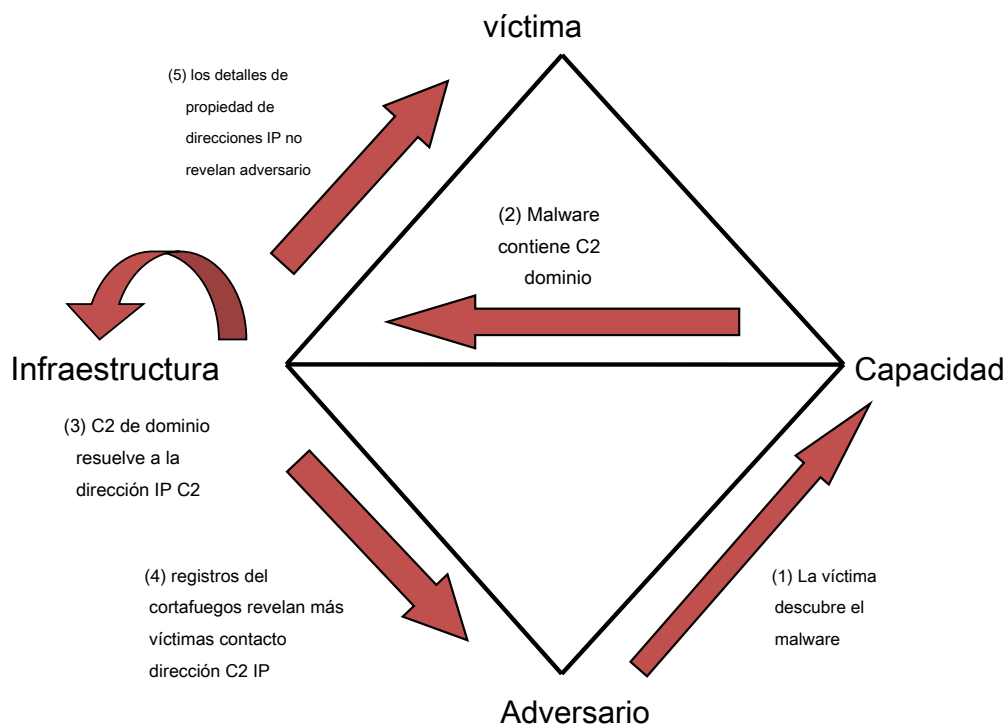 víctima
(5) los detalles de
propiedad de
direcciones IP no
revelan adversario
(2) Malware
contiene C2
dominio
Infraestructura
Capacidad
(3) C2 de dominio
resuelve a la
dirección IP C2
(4) registros del
cortafuegos revelan más
víctimas contacto
dirección C2 IP
(1) La víctima
descubre el
malware
Adversario